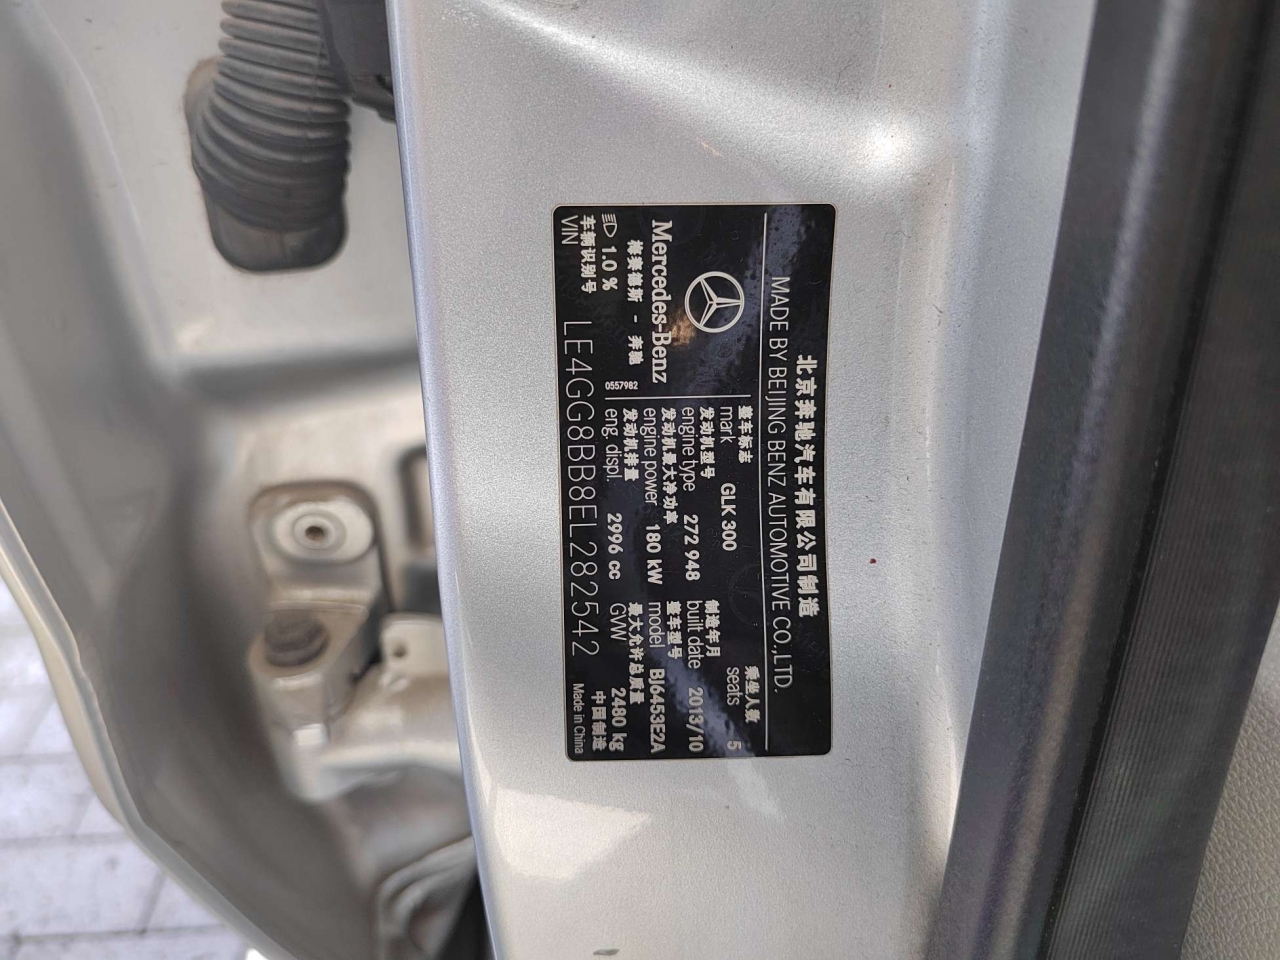 北京奔驰汽车有限公司制造
MADE BY BEIJING BENZ AUTOMOTIVE CO.,LTD.
Mercedes-Benz
梅赛德斯 - 奔驰
1.0 %
0557982
整车标志
mark GLK 300
发动机型号
engine type 272 948
发动机最大净功率
engine power 180 kW
发动机排量
eng. displ. 2996 cc
乘坐人数
seats 5
制造年月
built date 2013/10
整车型号
model BJ6453E2A
最大允许总质量
GVW 2480 kg
车辆识别号
VIN LE4GG8BB8EL282542
中国制造
Made in China